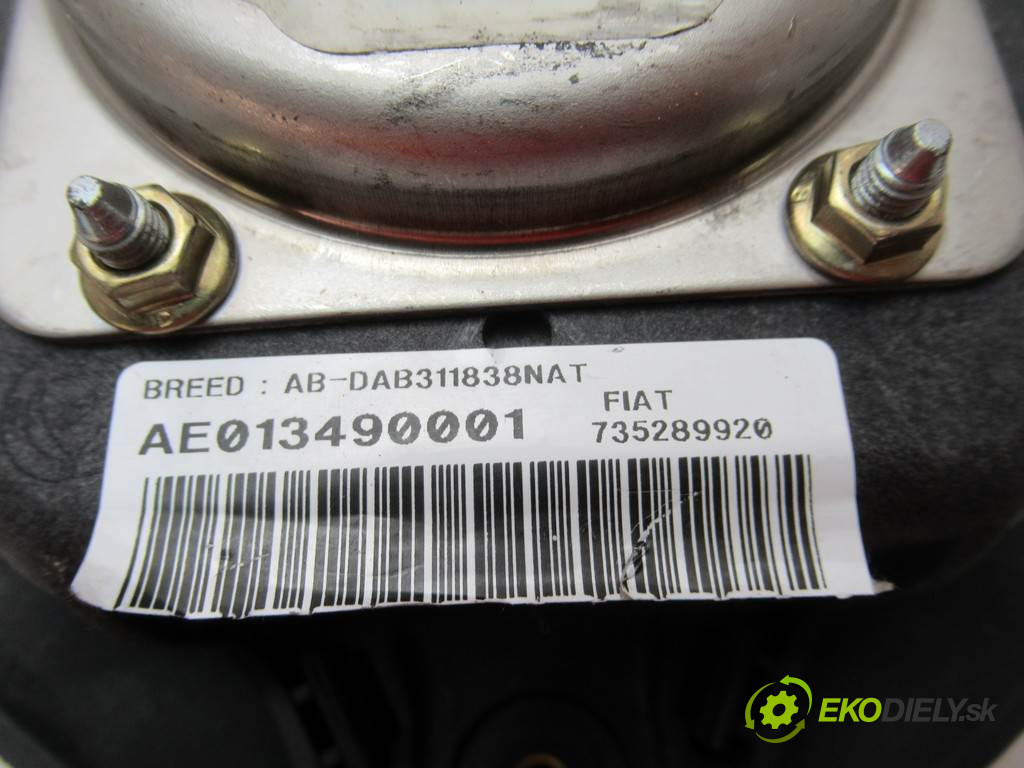 BREED : AB-DAB311838NAT
AE013490001
FIAT
735289920
EKODIELY.sk